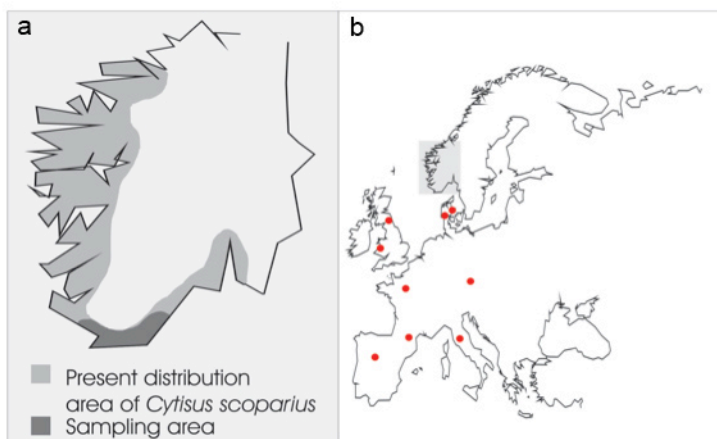 a
b
Present distribution
area of Cytisus scoparius
Sampling area